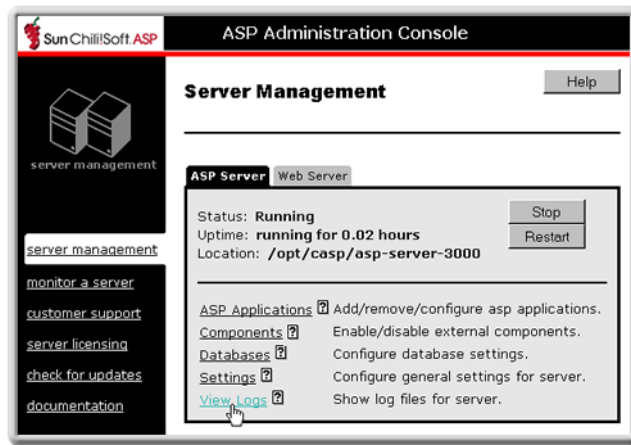 Sun Chili!Soft ASP
ASP Administration Console
server management
server management
monitor a server
customer support
server licensing
check for updates
documentation
Server Management
Help
ASP Server Web Server
Status: Running
Stop
Uptime: running for 0.02 hours
Restart
Location: /opt/casp/asp-server-3000
ASP Applications ? Add/remove/configure asp applications.
Components ? Enable/disable external components.
Databases ? Configure database settings.
Settings ? Configure general settings for server.
View Logs ? Show log files for server.